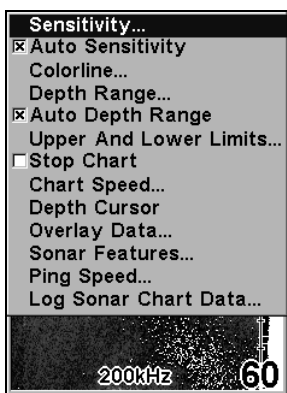 Sensitivity...
Auto Sensitivity
Colorline...
Depth Range...
Auto Depth Range
Upper And Lower Limits...
Stop Chart
Chart Speed...
Depth Cursor
Overlay Data...
Sonar Features...
Ping Speed...
Log Sonar Chart Data...
200kHz 60